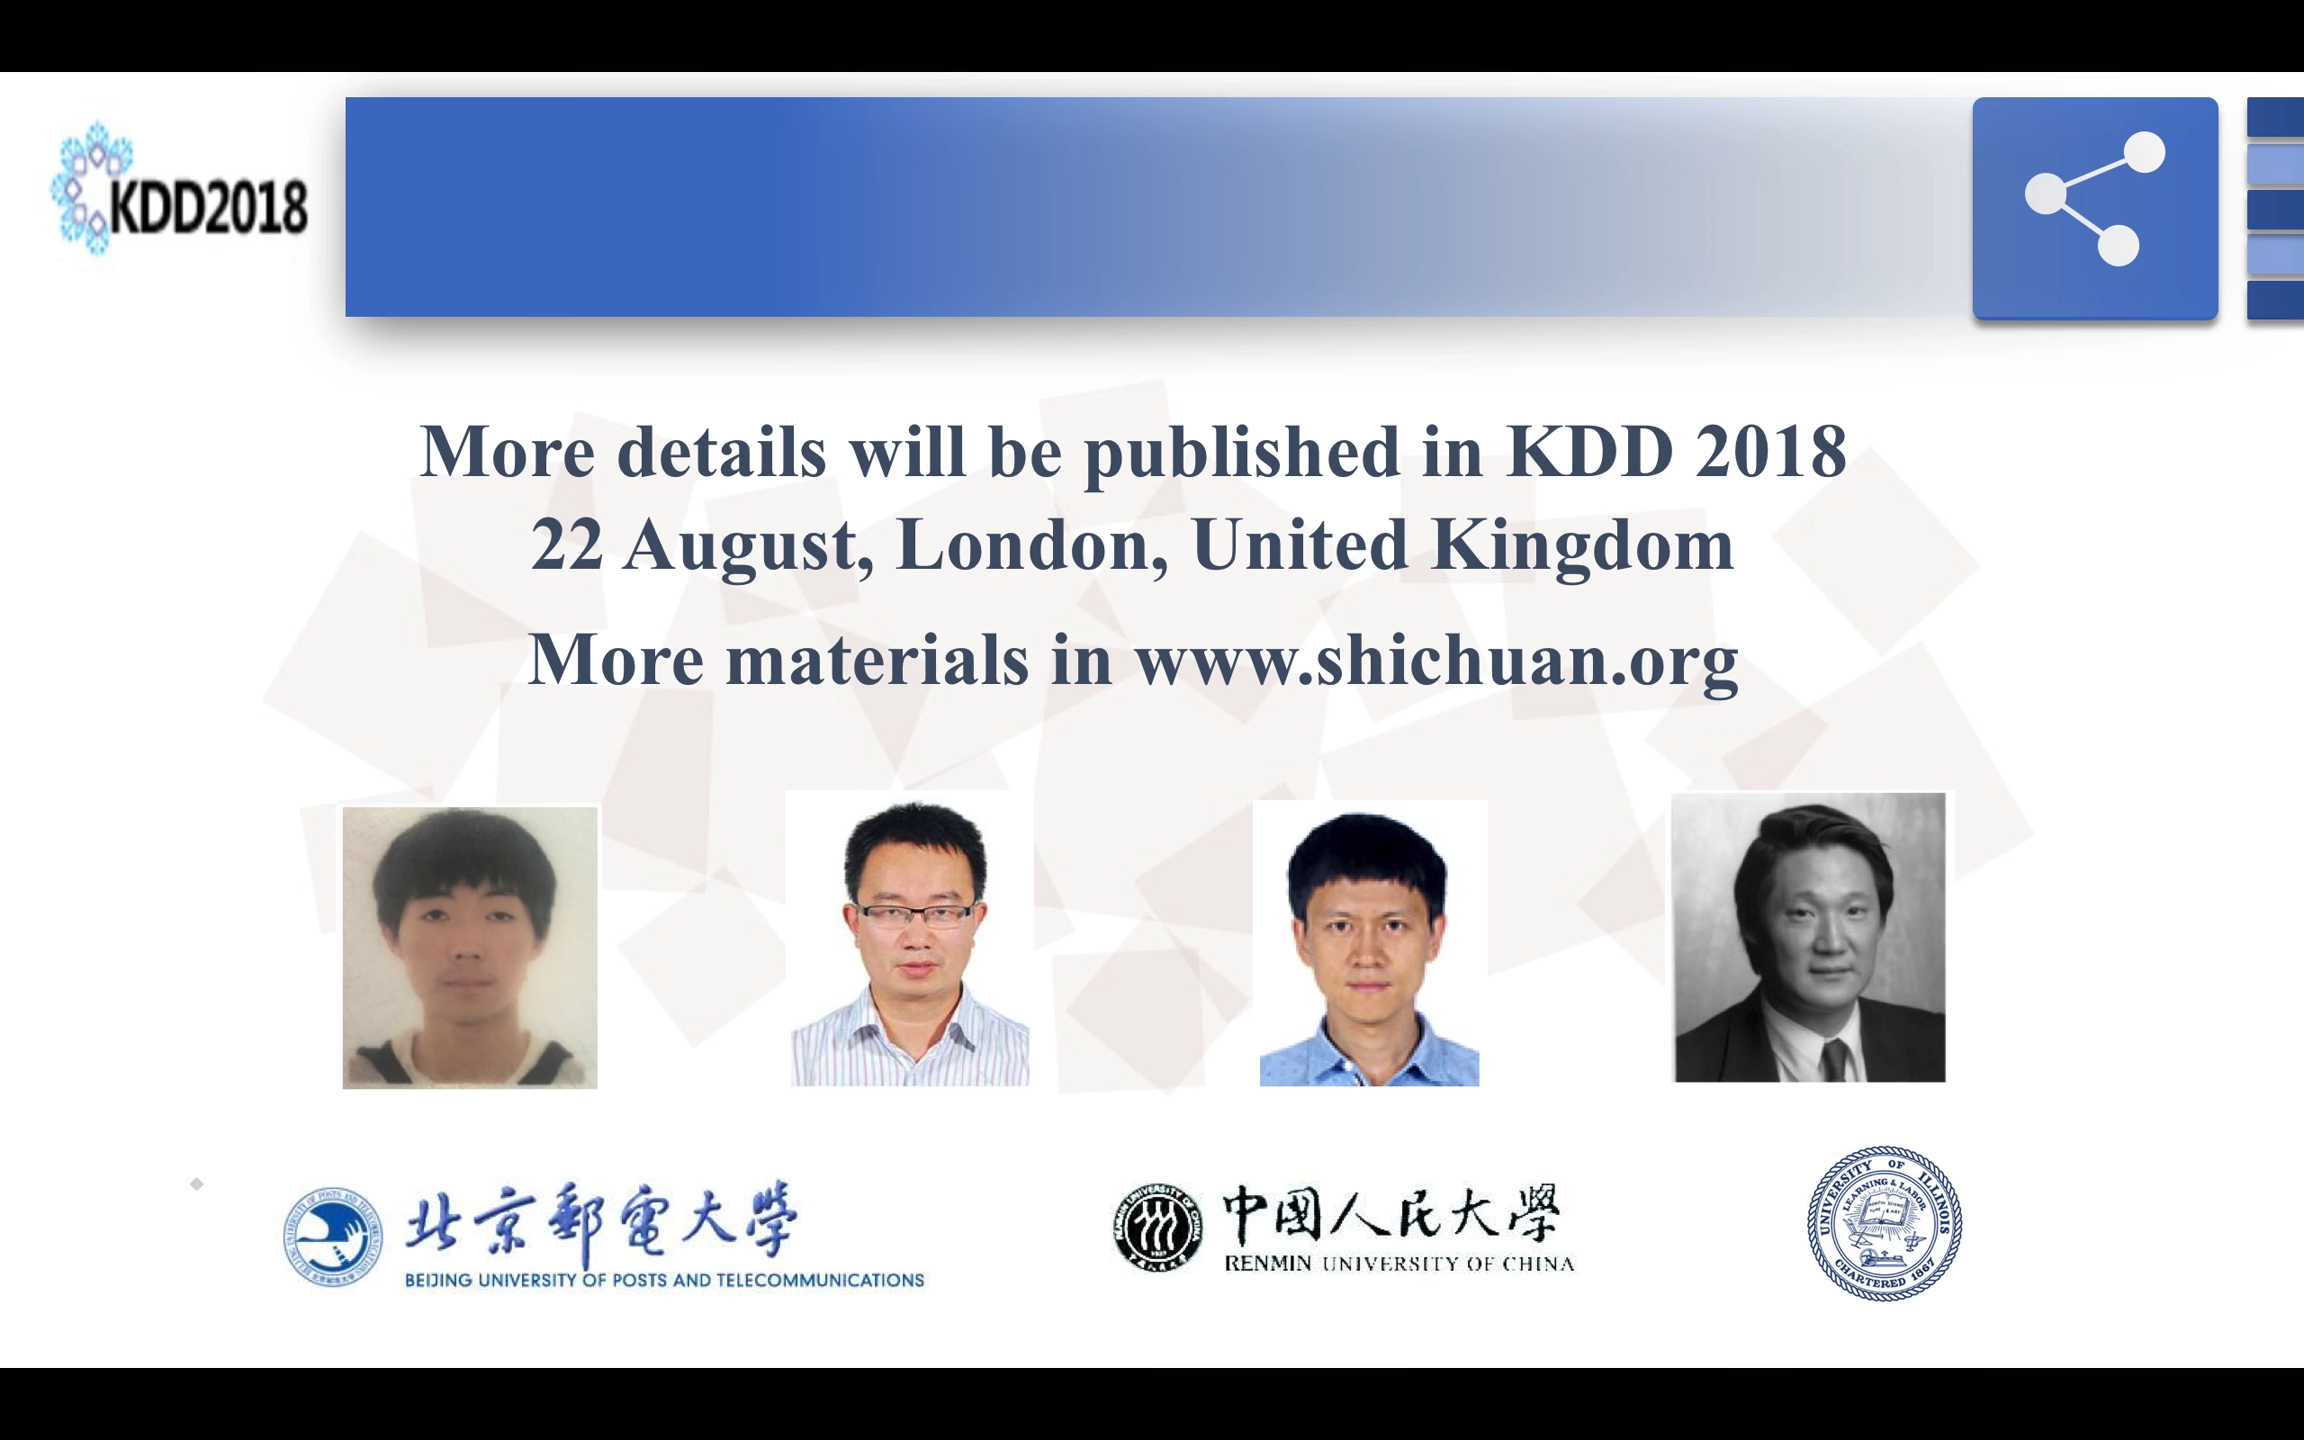 KDD2018
More details will be published in KDD 2018
22 August, London, United Kingdom
More materials in www.shichuan.org
北京郵電大學
BEIJING UNIVERSITY OF POSTS AND TELECOMMUNICATIONS
中國人民大學
RENMIN UNIVERSITY OF CHINA
UNIVERSITY OF ILLINOIS
LEARNING & LABOR
CHARTERED 1867